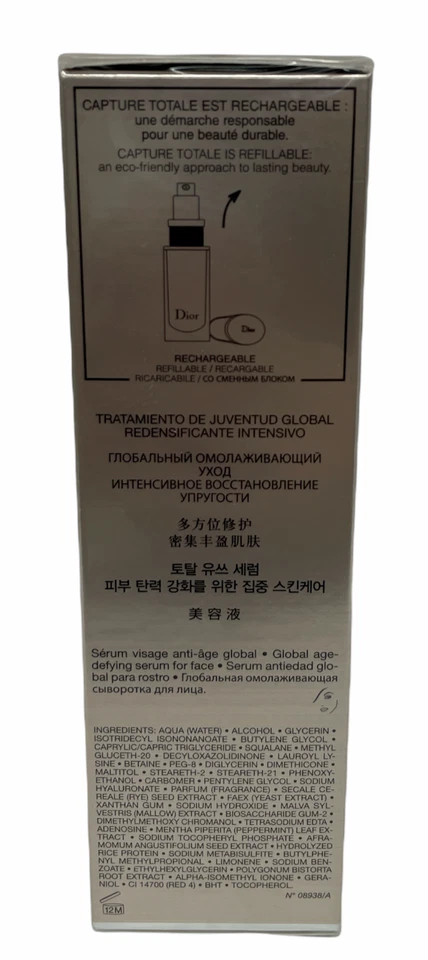 CAPTURE TOTALE EST RECHARGEABLE :
une démarche responsable
pour une beauté durable.
CAPTURE TOTALE IS REFILLABLE:
an eco-friendly approach to lasting beauty.
Dior
Dior
RECHARGEABLE
REFILLABLE / RECARGABLE
RICARICABILE / СО СМЕННЫМ БЛОКОМ
TRATAMIENTO DE JUVENTUD GLOBAL
REDENSIFICANTE INTENSIVO
ГЛОБАЛЬНЫЙ ОМОЛАЖИВАЮЩИЙ
УХОД
ИНТЕНСИВНОЕ ВОССТАНОВЛЕНИЕ
УПРУГОСТИ
多方位修护
密集丰盈肌肤
토탈 유쓰 세럼
피부 탄력 강화를 위한 집중 스킨케어
美容液
Sérum visage anti-âge global • Global age-
defying serum for face • Serum antiedad glo-
bal para rostro • Глобальная омолаживающая
сыворотка для лица.
INGREDIENTS: AQUA (WATER) • ALCOHOL • GLYCERIN •
ISOTRIDECYL ISONONANOATE • BUTYLENE GLYCOL •
CAPRYLIC/CAPRIC TRIGLYCERIDE • SQUALANE • METHYL
GLUCETH-20 • DECYLOXAZOLIDINONE • LAUROYL LY-
SINE • BETAINE • PEG-8 • DIGLYCERIN • DIMETHICONE •
MALTITOL • STEARETH-2 • STEARETH-21 • PHENOXY-
ETHANOL • CARBOMER • PENTYLENE GLYCOL • SODIUM
HYALURONATE • PARFUM (FRAGRANCE) • SECALE CE-
REALE (RYE) SEED EXTRACT • FAEX (YEAST EXTRACT) •
XANTHAN GUM • SODIUM HYDROXIDE • MALVA SYL-
VESTRIS (MALLOW) EXTRACT • BIOSACCHARIDE GUM-2 •
DIMETHYLMETHOXY CHROMANOL • TETRASODIUM EDTA •
ADENOSINE • MENTHA PIPERITA (PEPPERMINT) LEAF EX-
TRACT • SODIUM TOCOPHERYL PHOSPHATE • AFRA-
MOMUM ANGUSTIFOLIUM SEED EXTRACT • HYDROLYZED
RICE PROTEIN • SODIUM METABISULFITE • BUTYLPHE-
NYL METHYLPROPIONAL • LIMONENE • SODIUM BEN-
ZOATE • ETHYLHEXYLGLYCERIN • POLYGONUM BISTORTA
ROOT EXTRACT • ALPHA-ISOMETHYL IONONE • GERA-
NIOL • CI 14700 (RED 4) • BHT • TOCOPHEROL.
N° 08938/A
12M